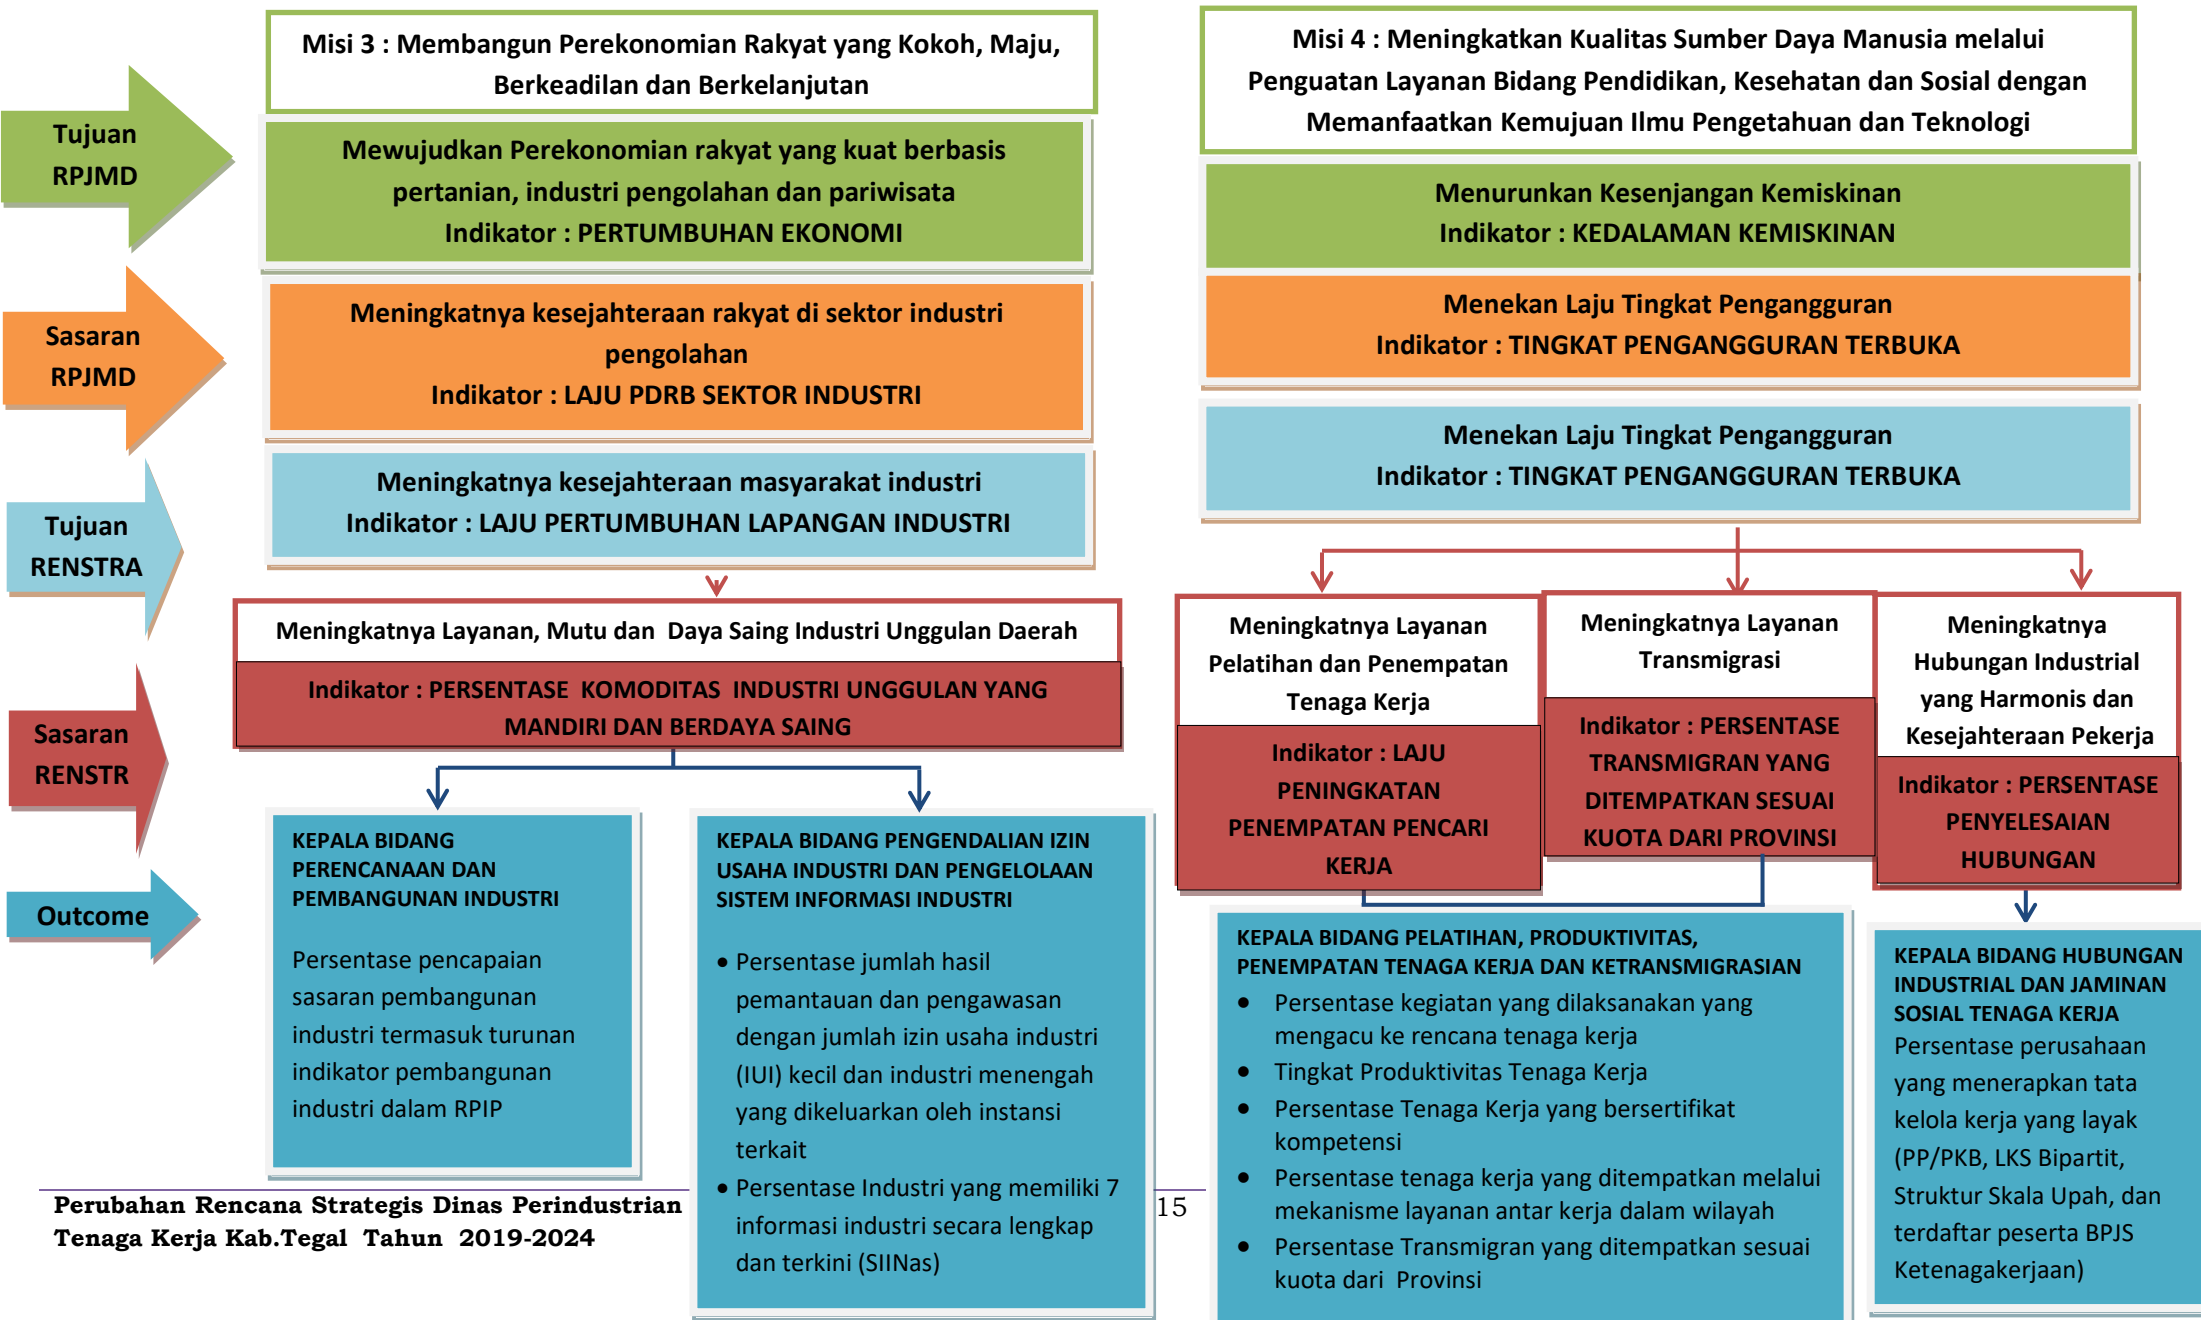 Misi 3 : Membangun Perekonomian Rakyat yang Kokoh, Maju,
Berkeadilan dan Berkelanjutan
Misi 4 : Meningkatkan Kualitas Sumber Daya Manusia melalui
Penguatan Layanan Bidang Pendidikan, Kesehatan dan Sosial dengan
Memanfaatkan Kemujuan Ilmu Pengetahuan dan Teknologi
Tujuan
RPJMD
Mewujudkan Perekonomian rakyat yang kuat berbasis
pertanian, industri pengolahan dan pariwisata
Indikator : PERTUMBUHAN EKONOMI
Menurunkan Kesenjangan Kemiskinan
Indikator : KEDALAMAN KEMISKINAN
Sasaran
RPJMD
Meningkatnya kesejahteraan rakyat di sektor industri
pengolahan
Indikator : LAJU PDRB SEKTOR INDUSTRI
Menekan Laju Tingkat Pengangguran
Indikator : TINGKAT PENGANGGURAN TERBUKA
Tujuan
RENSTRA
Meningkatnya kesejahteraan masyarakat industri
Indikator : LAJU PERTUMBUHAN LAPANGAN INDUSTRI
Menekan Laju Tingkat Pengangguran
Indikator : TINGKAT PENGANGGURAN TERBUKA
Sasaran
RENSTR
Meningkatnya Layanan, Mutu dan Daya Saing Industri Unggulan Daerah
Indikator : PERSENTASE KOMODITAS INDUSTRI UNGGULAN YANG
MANDIRI DAN BERDAYA SAING
Meningkatnya Layanan
Pelatihan dan Penempatan
Tenaga Kerja
Indikator : LAJU
PENINGKATAN
PENEMPATAN PENCARI
KERJA
Meningkatnya Layanan
Transmigrasi
Indikator : PERSENTASE
TRANSMIGRAN YANG
DITEMPATKAN SESUAI
KUOTA DARI PROVINSI
Meningkatnya
Hubungan Industrial
yang Harmonis dan
Kesejahteraan Pekerja
Indikator : PERSENTASE
PENYELESAIAN
HUBUNGAN
Outcome
KEPALA BIDANG
PERENCANAAN DAN
PEMBANGUNAN INDUSTRI
Persentase pencapaian
sasaran pembangunan
industri termasuk turunan
indikator pembangunan
industri dalam RPIP
KEPALA BIDANG PENGENDALIAN IZIN
USAHA INDUSTRI DAN PENGELOLAAN
SISTEM INFORMASI INDUSTRI
• Persentase jumlah hasil
pemantauan dan pengawasan
dengan jumlah izin usaha industri
(IUI) kecil dan industri menengah
yang dikeluarkan oleh instansi
terkait
• Persentase Industri yang memiliki 7
informasi industri secara lengkap
dan terkini (SIINas)
KEPALA BIDANG PELATIHAN, PRODUKTIVITAS,
PENEMPATAN TENAGA KERJA DAN KETRANSMIGRASIAN
• Persentase kegiatan yang dilaksanakan yang
mengacu ke rencana tenaga kerja
• Tingkat Produktivitas Tenaga Kerja
• Persentase Tenaga Kerja yang bersertifikat
kompetensi
• Persentase tenaga kerja yang ditempatkan melalui
mekanisme layanan antar kerja dalam wilayah
• Persentase Transmigran yang ditempatkan sesuai
kuota dari Provinsi
KEPALA BIDANG HUBUNGAN
INDUSTRIAL DAN JAMINAN
SOSIAL TENAGA KERJA
Persentase perusahaan
yang menerapkan tata
kelola kerja yang layak
(PP/PKB, LKS Bipartit,
Struktur Skala Upah, dan
terdaftar peserta BPJS
Ketenagakerjaan)
Perubahan Rencana Strategis Dinas Perindustrian
Tenaga Kerja Kab.Tegal Tahun 2019-2024
15